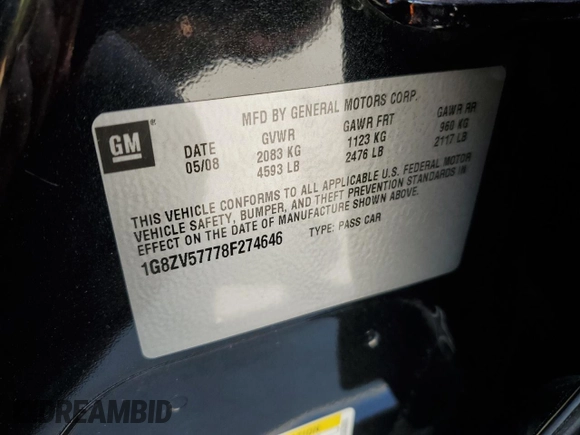 MFD BY GENERAL MOTORS CORP.
GM ®
DATE GVWR GAWR FRT GAWR RR
05/08 2083 KG 1123 KG 960 KG
4593 LB 2476 LB 2117 LB
THIS VEHICLE CONFORMS TO ALL APPLICABLE U.S. FEDERAL MOTOR
VEHICLE SAFETY, BUMPER, AND THEFT PREVENTION STANDARDS IN
EFFECT ON THE DATE OF MANUFACTURE SHOWN ABOVE.
1G8ZV57778F274646 TYPE: PASS CAR
DREAMBID